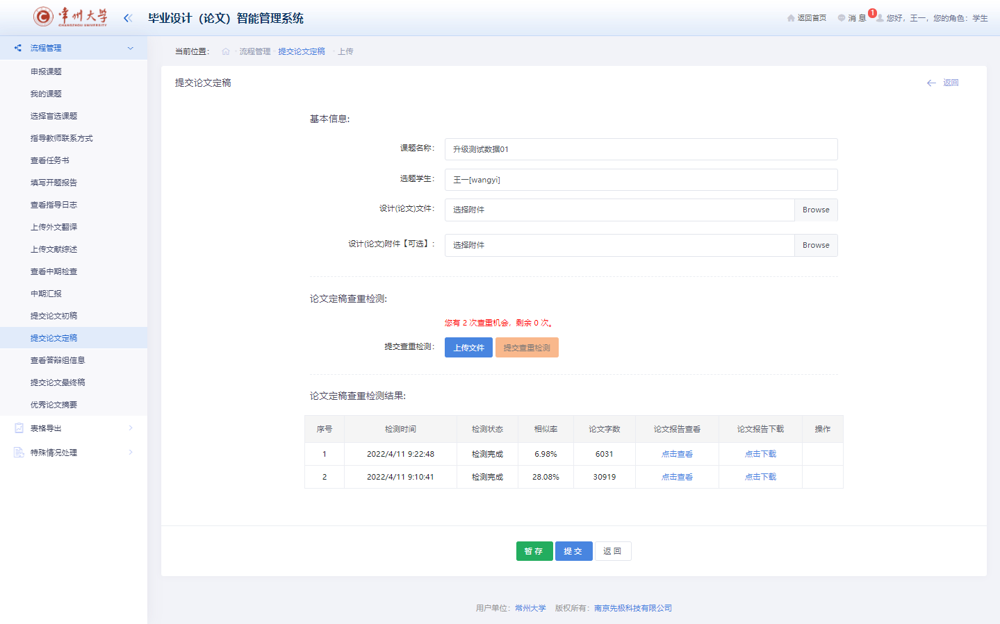 常州大学
CHANGZHOU UNIVERSITY
毕业设计（论文）智能管理系统
返回首页 消 息 1 您好，王一，您的角色：学生
流程管理
申报课题
我的课题
选择盲选课题
指导教师联系方式
查看任务书
填写开题报告
查看指导日志
上传外文翻译
上传文献综述
查看中期检查
中期汇报
提交论文初稿
提交论文定稿
查看答辩组信息
提交论文最终稿
优秀论文摘要
表格导出
特殊情况处理
当前位置： 流程管理 提交论文定稿 上传
提交论文定稿 返回
基本信息:
课题名称： 升级测试数据01
选题学生： 王一[wangyi]
设计(论文)文件： 选择附件 Browse
设计(论文)附件【可选】： 选择附件 Browse
论文定稿查重检测:
您有 2 次查重机会，剩余 0 次。
提交查重检测： 上传文件 提交查重检测
论文定稿查重检测结果:
序号 检测时间 检测状态 相似率 论文字数 论文报告查看 论文报告下载 操作
1 2022/4/11 9:22:48 检测完成 6.98% 6031 点击查看 点击下载
2 2022/4/11 9:10:41 检测完成 28.08% 30919 点击查看 点击下载
暂 存 提 交 返 回
用户单位：常州大学 版权所有：南京先极科技有限公司